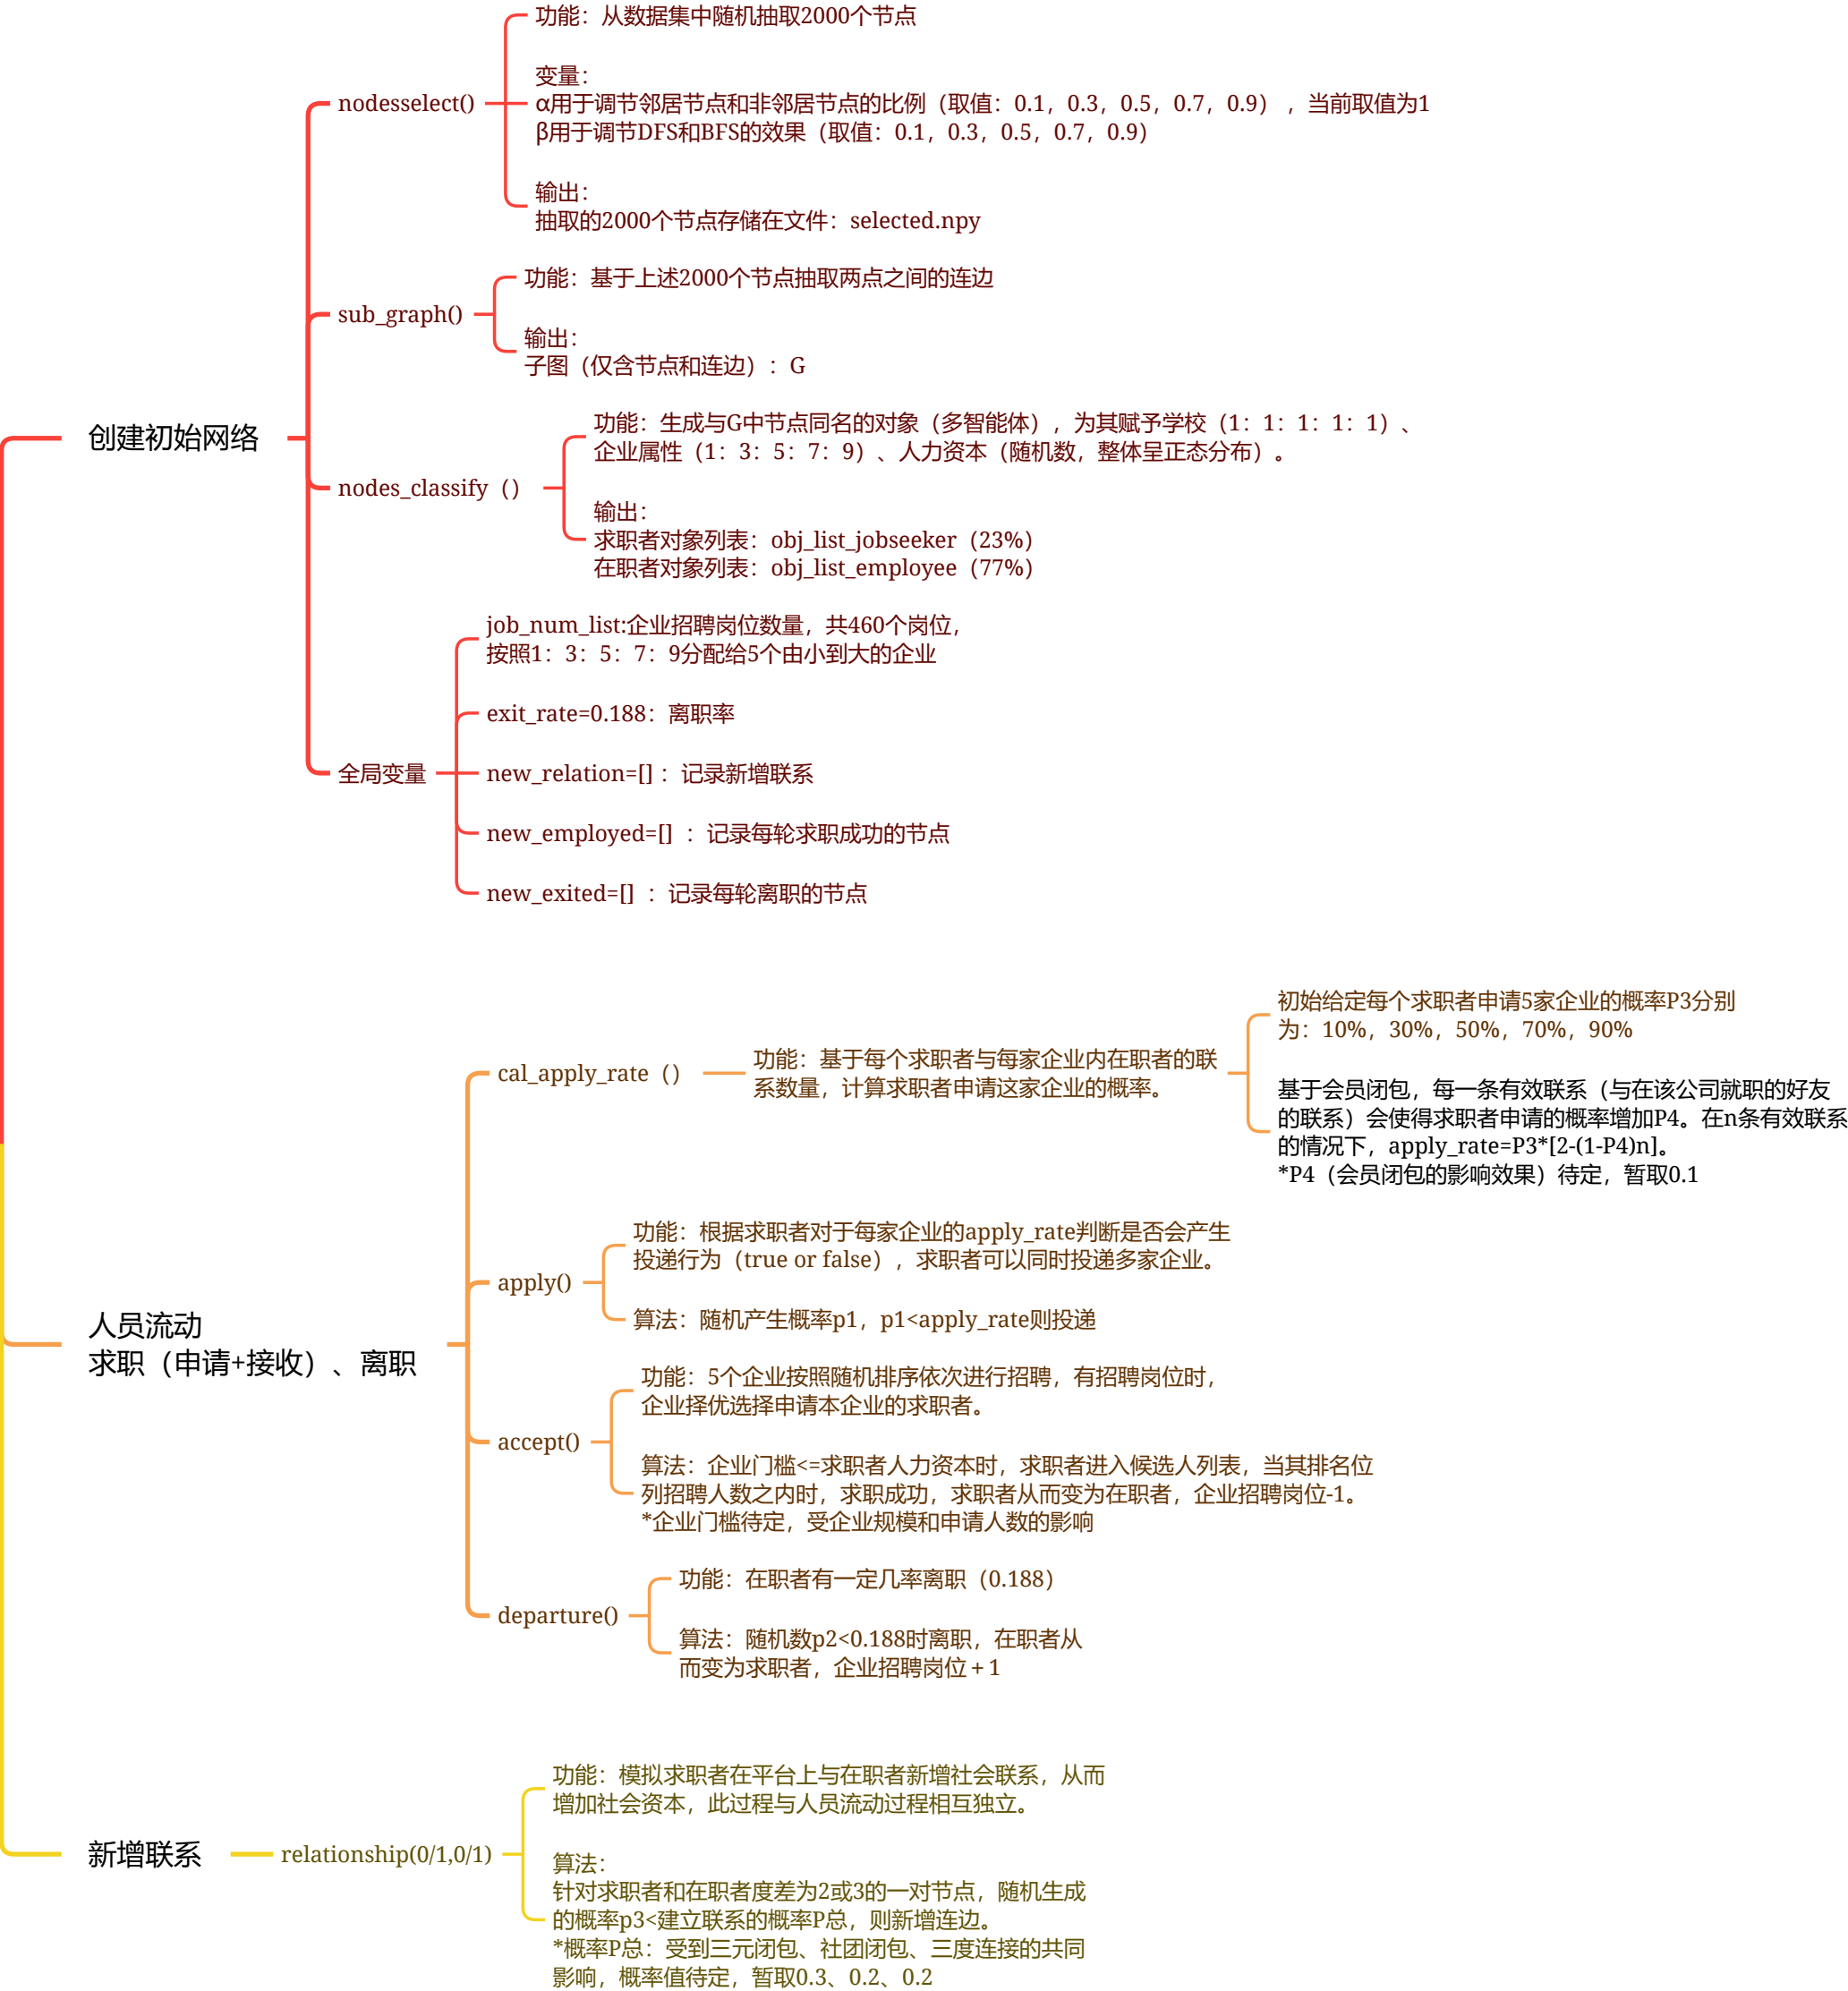 创建初始网络
nodesselect()
功能：从数据集中随机抽取2000个节点
变量：
α用于调节邻居节点和非邻居节点的比例（取值：0.1，0.3，0.5，0.7，0.9），当前取值为1
β用于调节DFS和BFS的效果（取值：0.1，0.3，0.5，0.7，0.9）
输出：
抽取的2000个节点存储在文件：selected.npy
sub_graph()
功能：基于上述2000个节点抽取两点之间的连边
输出：
子图（仅含节点和连边）：G
nodes_classify（）
功能：生成与G中节点同名的对象（多智能体），为其赋予学校（1：1：1：1：1）、
企业属性（1：3：5：7：9）、人力资本（随机数，整体呈正态分布）。
输出：
求职者对象列表：obj_list_jobseeker（23%）
在职者对象列表：obj_list_employee（77%）
全局变量
job_num_list:企业招聘岗位数量，共460个岗位，
按照1：3：5：7：9分配给5个由小到大的企业
exit_rate=0.188：离职率
new_relation=[] ：记录新增联系
new_employed=[] ：记录每轮求职成功的节点
new_exited=[] ：记录每轮离职的节点
人员流动
求职（申请+接收）、离职
cal_apply_rate（）
功能：基于每个求职者与每家企业内在职者的联
系数量，计算求职者申请这家企业的概率。
初始给定每个求职者申请5家企业的概率P3分别
为：10%，30%，50%，70%，90%
基于会员闭包，每一条有效联系（与在该公司就职的好友
的联系）会使得求职者申请的概率增加P4。在n条有效联系
的情况下，apply_rate=P3*[2-(1-P4)n]。
*P4（会员闭包的影响效果）待定，暂取0.1
apply()
功能：根据求职者对于每家企业的apply_rate判断是否会产生
投递行为（true or false），求职者可以同时投递多家企业。
算法：随机产生概率p1，p1<apply_rate则投递
accept()
功能：5个企业按照随机排序依次进行招聘，有招聘岗位时，
企业择优选择申请本企业的求职者。
算法：企业门槛<=求职者人力资本时，求职者进入候选人列表，当其排名位
列招聘人数之内时，求职成功，求职者从而变为在职者，企业招聘岗位-1。
*企业门槛待定，受企业规模和申请人数的影响
departure()
功能：在职者有一定几率离职（0.188）
算法：随机数p2<0.188时离职，在职者从
而变为求职者，企业招聘岗位＋1
新增联系
relationship(0/1,0/1)
功能：模拟求职者在平台上与在职者新增社会联系，从而
增加社会资本，此过程与人员流动过程相互独立。
算法：
针对求职者和在职者度差为2或3的一对节点，随机生成
的概率p3<建立联系的概率P总，则新增连边。
*概率P总：受到三元闭包、社团闭包、三度连接的共同
影响，概率值待定，暂取0.3、0.2、0.2